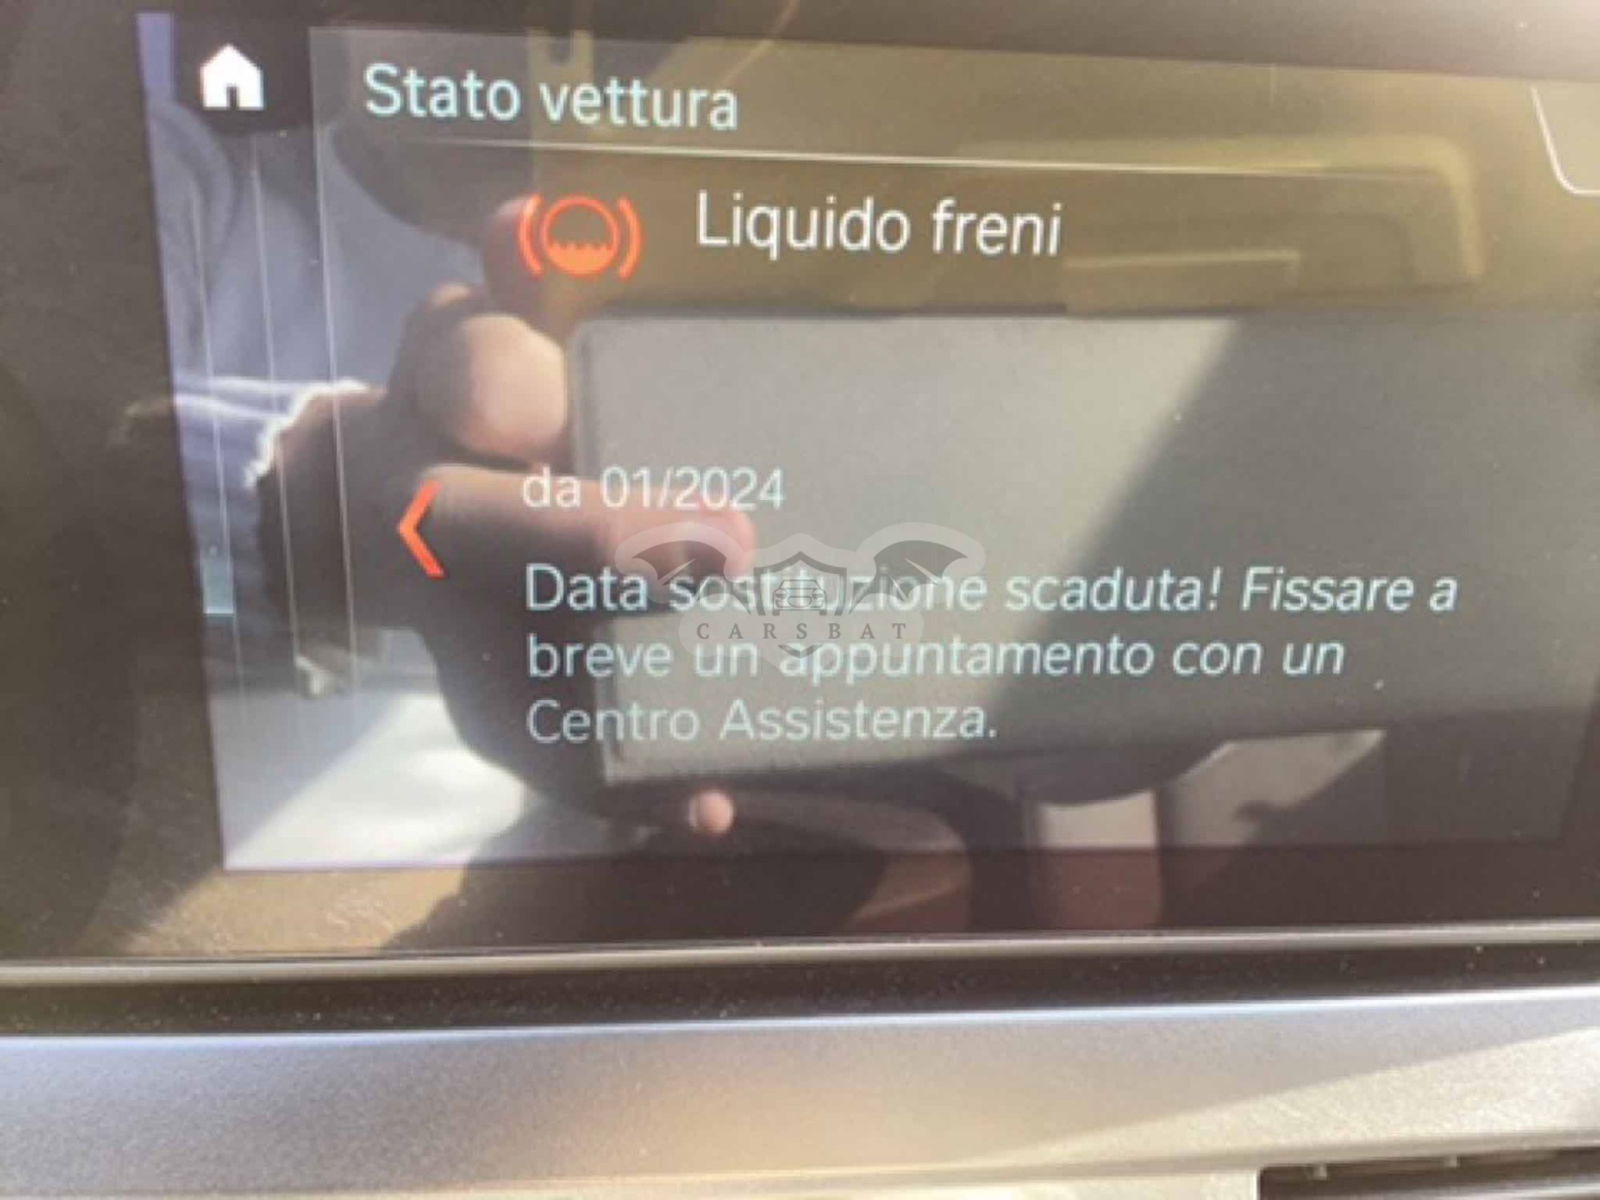 Stato vettura
Liquido freni
da 01/2024
Data sostituzione scaduta! Fissare a
breve un appuntamento con un
Centro Assistenza.
CARSBAT